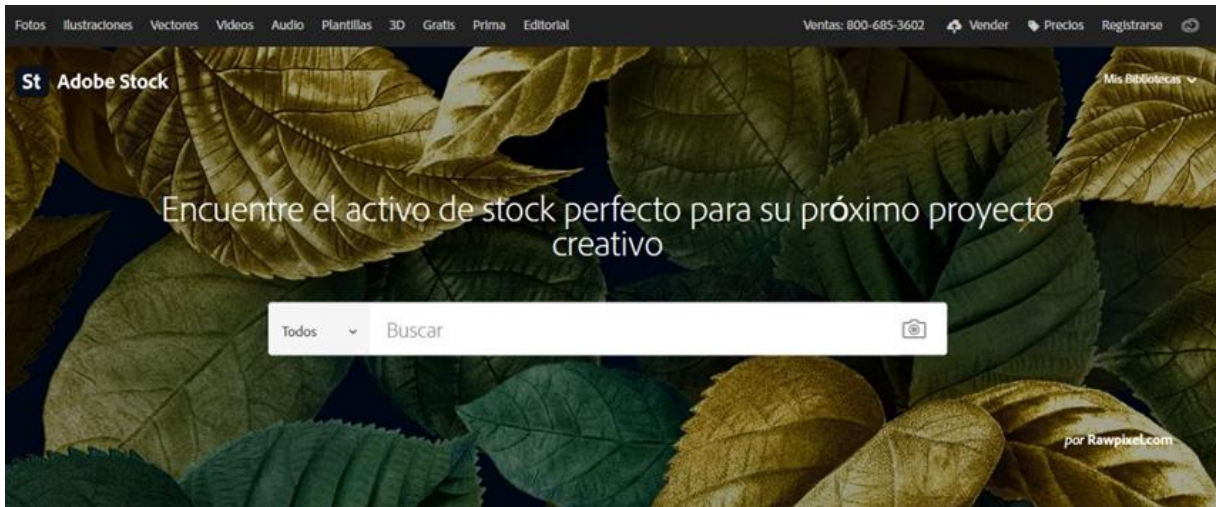 Fotos Ilustraciones Vectores Videos Audio Plantillas 3D Gratis Prima Editorial Ventas: 800-685-3602 Vender Precios Registrarse
St Adobe Stock Mis Bibliotecas
Encuentre el activo de stock perfecto para su próximo proyecto
creativo
Todos Buscar
por Rawpixel.com